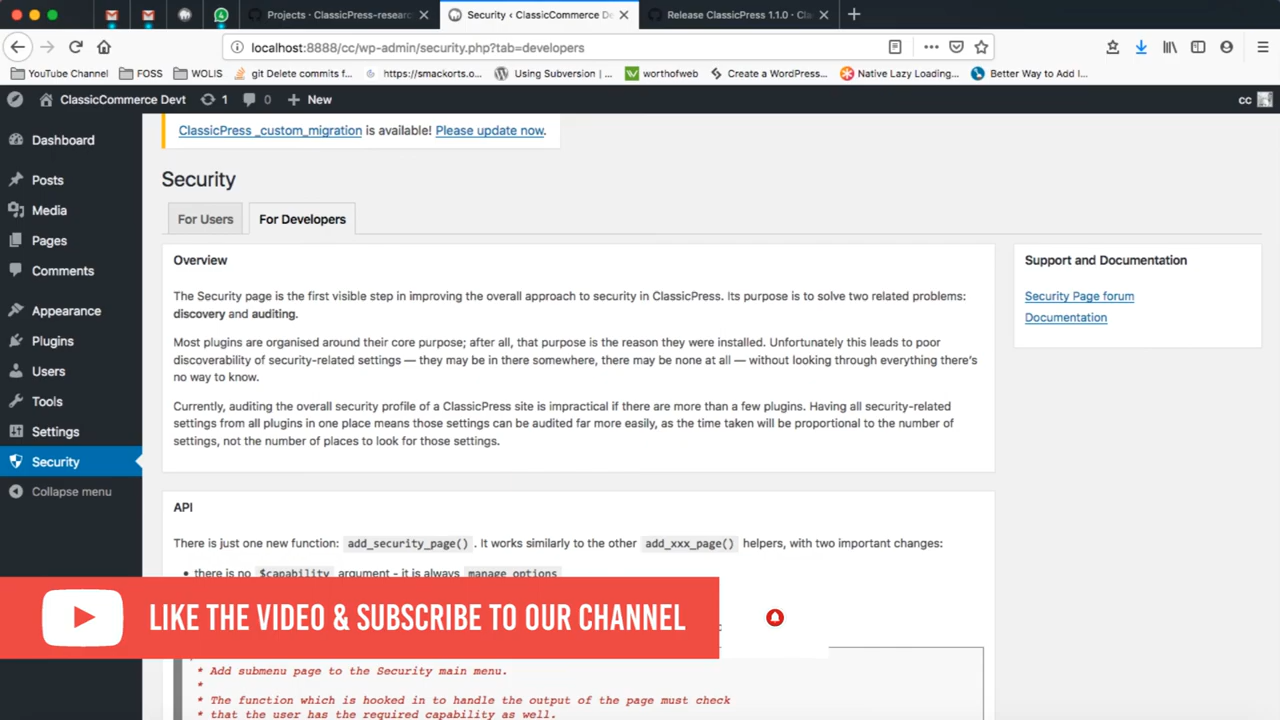 Projects · ClassicPress-resear
Security ‹ ClassicCommerce De
Release ClassicPress 1.1.0 · Cla
localhost:8888/cc/wp-admin/security.php?tab=developers
YouTube Channel
FOSS
WOLIS
git Delete commits f...
https://smackorts.o...
Using Subversion | ...
worthofweb
Create a WordPress...
Native Lazy Loading...
Better Way to Add I...
ClassicCommerce Devt
1
0
New
cc
Dashboard
Posts
Media
Pages
Comments
Appearance
Plugins
Users
Tools
Settings
Security
Collapse menu
ClassicPress _custom_migration is available! Please update now.
Security
For Users
For Developers
Overview
The Security page is the first visible step in improving the overall approach to security in ClassicPress. Its purpose is to solve two related problems:
discovery and auditing.
Most plugins are organised around their core purpose; after all, that purpose is the reason they were installed. Unfortunately this leads to poor
discoverability of security-related settings — they may be in there somewhere, there may be none at all — without looking through everything there's
no way to know.
Currently, auditing the overall security profile of a ClassicPress site is impractical if there are more than a few plugins. Having all security-related
settings from all plugins in one place means those settings can be audited far more easily, as the time taken will be proportional to the number of
settings, not the number of places to look for those settings.
Support and Documentation
Security Page forum
Documentation
API
There is just one new function: add_security_page() . It works similarly to the other add_xxx_page() helpers, with two important changes:
• there is no $capability argument - it is always manage_options
LIKE THE VIDEO & SUBSCRIBE TO OUR CHANNEL
* Add submenu page to the Security main menu.
*
* The function which is hooked in to handle the output of the page must check
* that the user has the required capability as well.